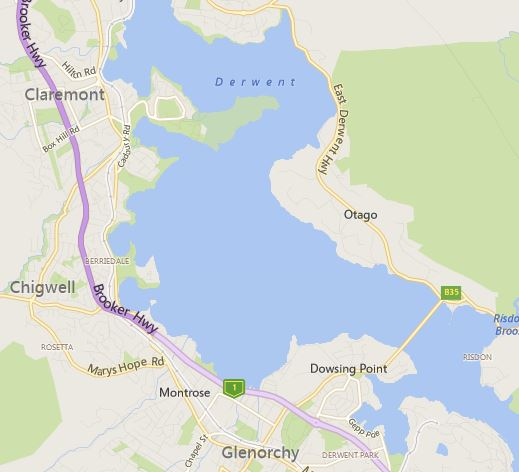 Brooker Hwy
Hilton Rd
Derwent
Claremont
East Derwent Hwy
Box Hill Rd
Cadbury Rd
Otago
BERRIEDALE
Chigwell
B35
Brooker Hwy
Risdon
Brook
ROSETTA
RISDON
Marys Hope Rd
Dowsing Point
1
Montrose
Gepp Pde
Chapel St
Glenorchy
DERWENT PARK